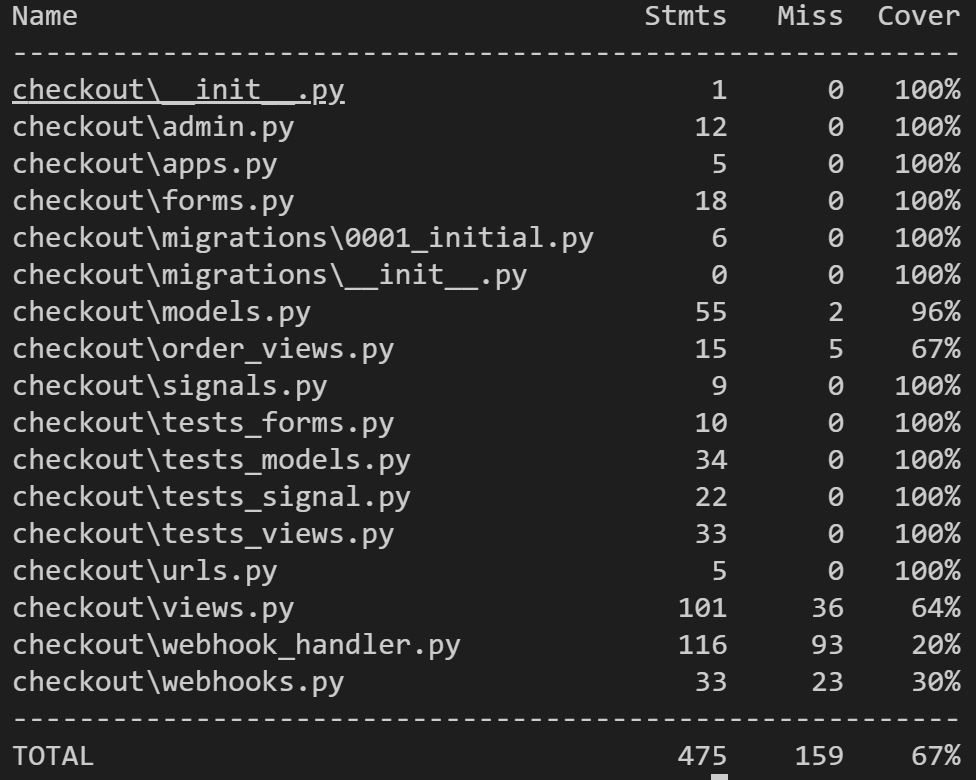 Name Stmts Miss Cover
---------------------------------------------------------
checkout\__init__.py 1 0 100%
checkout\admin.py 12 0 100%
checkout\apps.py 5 0 100%
checkout\forms.py 18 0 100%
checkout\migrations\0001_initial.py 6 0 100%
checkout\migrations\__init__.py 0 0 100%
checkout\models.py 55 2 96%
checkout\order_views.py 15 5 67%
checkout\signals.py 9 0 100%
checkout\tests_forms.py 10 0 100%
checkout\tests_models.py 34 0 100%
checkout\tests_signal.py 22 0 100%
checkout\tests_views.py 33 0 100%
checkout\urls.py 5 0 100%
checkout\views.py 101 36 64%
checkout\webhook_handler.py 116 93 20%
checkout\webhooks.py 33 23 30%
---------------------------------------------------------
TOTAL 475 159 67%